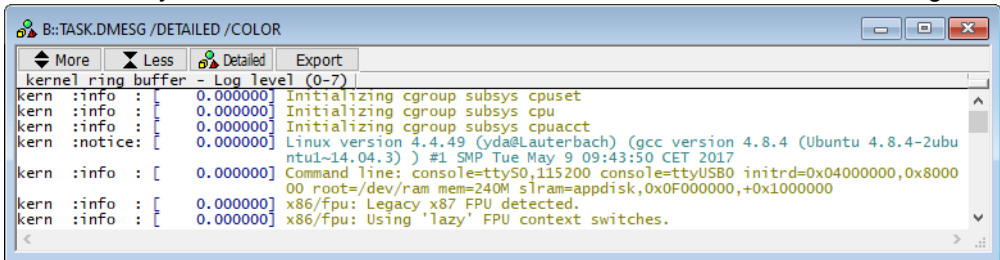 B::TASK.DMESG /DETAILED /COLOR
More Less Detailed Export
kernel ring buffer - Log level (0-7)
kern  :info  : [    0.000000] Initializing cgroup subsys cpuset
kern  :info  : [    0.000000] Initializing cgroup subsys cpu
kern  :info  : [    0.000000] Initializing cgroup subsys cpuacct
kern  :notice: [    0.000000] Linux version 4.4.49 (yda@Lauterbach) (gcc version 4.8.4 (Ubuntu 4.8.4-2ubu
ntu1~14.04.3) ) #1 SMP Tue May 9 09:43:50 CET 2017
kern  :info  : [    0.000000] Command line: console=ttyS0,115200 console=ttyUSB0 initrd=0x04000000,0x8000
00 root=/dev/ram mem=240M slram=appdisk,0x0F000000,+0x1000000
kern  :info  : [    0.000000] x86/fpu: Legacy x87 FPU detected.
kern  :info  : [    0.000000] x86/fpu: Using 'lazy' FPU context switches.